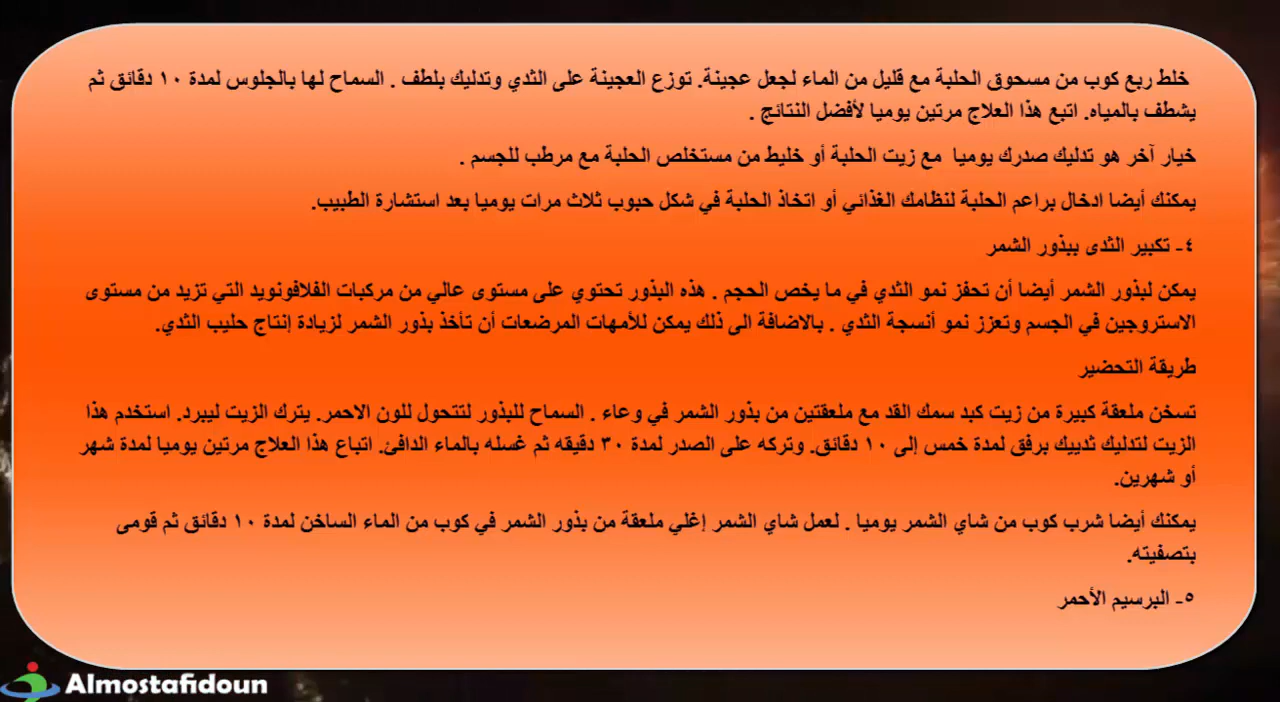 خلط ربع كوب من مسحوق الحلبة مع قليل من الماء لجعل عجينة. توزع العجينة على الثدي وتدليك بلطف . السماح لها بالجلوس لمدة ١٠ دقائق ثم
يشطف بالمياه. اتبع هذا العلاج مرتين يوميا لأفضل النتائج .
خيار آخر هو تدليك صدرك يوميا مع زيت الحلبة أو خليط من مستخلص الحلبة مع مرطب للجسم .
يمكنك أيضا ادخال براعم الحلبة لنظامك الغذائي أو اتخاذ الحلبة في شكل حبوب ثلاث مرات يوميا بعد استشارة الطبيب.
٤- تكبير الثدى ببذور الشمر
يمكن لبذور الشمر أيضا أن تحفز نمو الثدي في ما يخص الحجم . هذه البذور تحتوي على مستوى عالي من مركبات الفلافونويد التي تزيد من مستوى
الاستروجين في الجسم وتعزز نمو أنسجة الثدي . بالاضافة الى ذلك يمكن للأمهات المرضعات أن تأخذ بذور الشمر لزيادة إنتاج حليب الثدي.
طريقة التحضير
تسخن ملعقة كبيرة من زيت كبد سمك القد مع ملعقتين من بذور الشمر في وعاء . السماح للبذور لتتحول للون الاحمر. يترك الزيت ليبرد. استخدم هذا
الزيت لتدليك ثدييك برفق لمدة خمس إلى ١٠ دقائق. وتركه على الصدر لمدة ٣٠ دقيقه ثم غسله بالماء الدافئ. اتباع هذا العلاج مرتين يوميا لمدة شهر
أو شهرين.
يمكنك أيضا شرب كوب من شاي الشمر يوميا . لعمل شاي الشمر إغلي ملعقة من بذور الشمر في كوب من الماء الساخن لمدة ١٠ دقائق ثم قومى
بتصفيته.
٥- البرسيم الأحمر
Almostafidoun